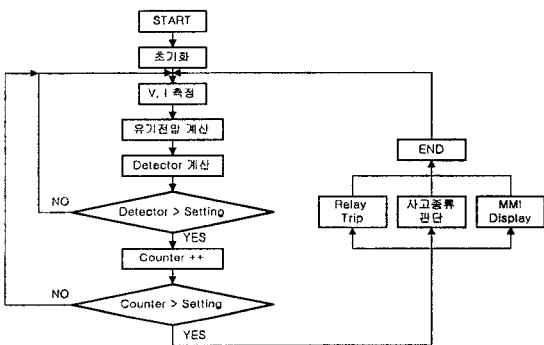 START
초기화
V, I 측정
유기전압 계산
Detector 계산
NO
Detector > Setting
YES
Counter ++
NO
Counter > Setting
YES
END
Relay
Trip
사고종류
판단
MMI
Display